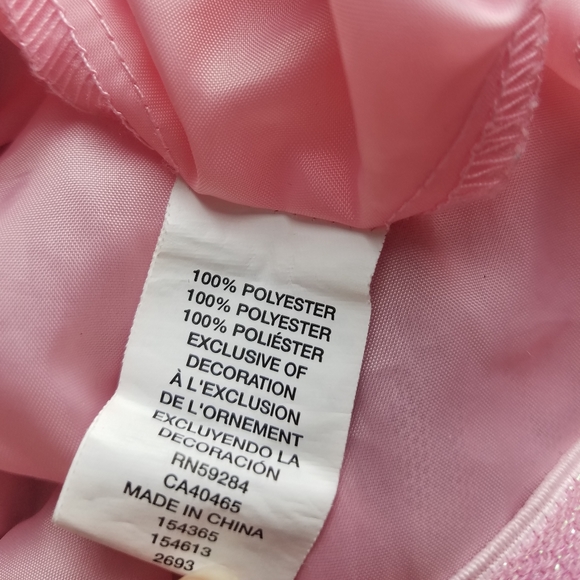 100% POLYESTER
100% POLYESTER
100% POLIÉSTER
EXCLUSIVE OF
DECORATION
À L'EXCLUSION
DE L'ORNEMENT
EXCLUYENDO LA
DECORACIÓN
RN59284
CA40465
MADE IN CHINA
154365
154613
2693